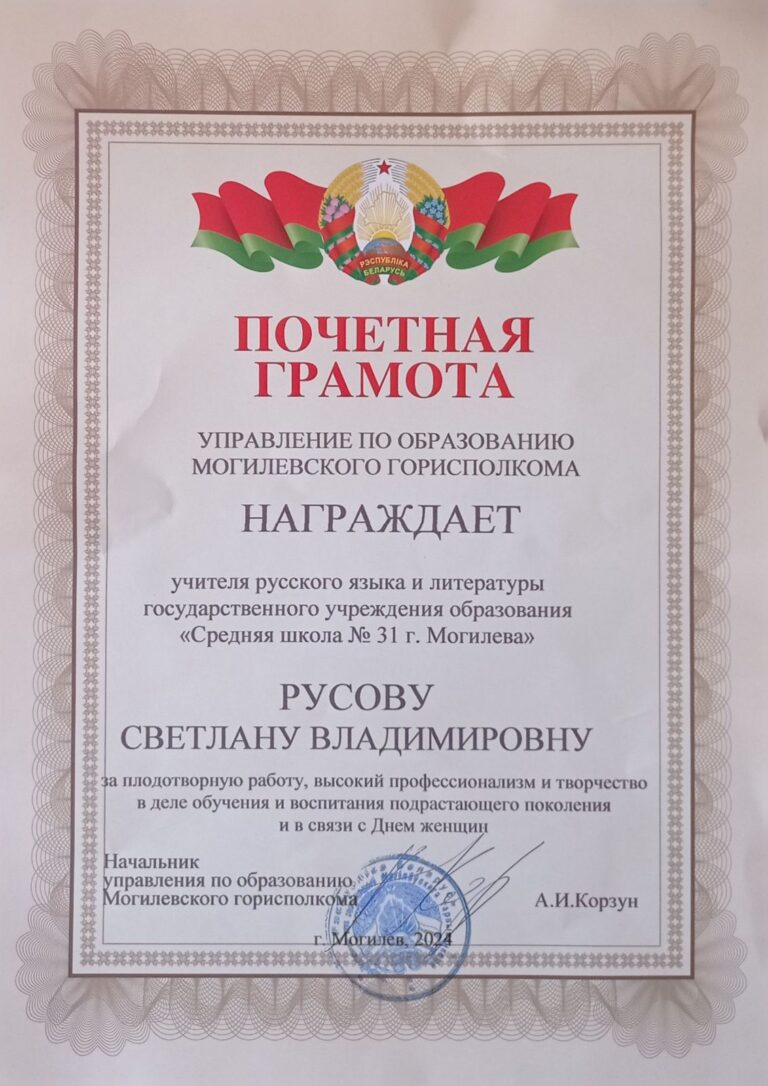 РЭСПУБЛІКА
БЕЛАРУСЬ
ПОЧЕТНАЯ
ГРАМОТА
УПРАВЛЕНИЕ ПО ОБРАЗОВАНИЮ
МОГИЛЕВСКОГО ГОРИСПОЛКОМА
НАГРАЖДАЕТ
учителя русского языка и литературы
государственного учреждения образования
«Средняя школа № 31 г. Могилева»
РУСОВУ
СВЕТЛАНУ ВЛАДИМИРОВНУ
за плодотворную работу, высокий профессионализм и творчество
в деле обучения и воспитания подрастающего поколения
и в связи с Днем женщин
Начальник
управления по образованию
Могилевского горисполкома
А.И.Корзун
г. Могилев, 2024